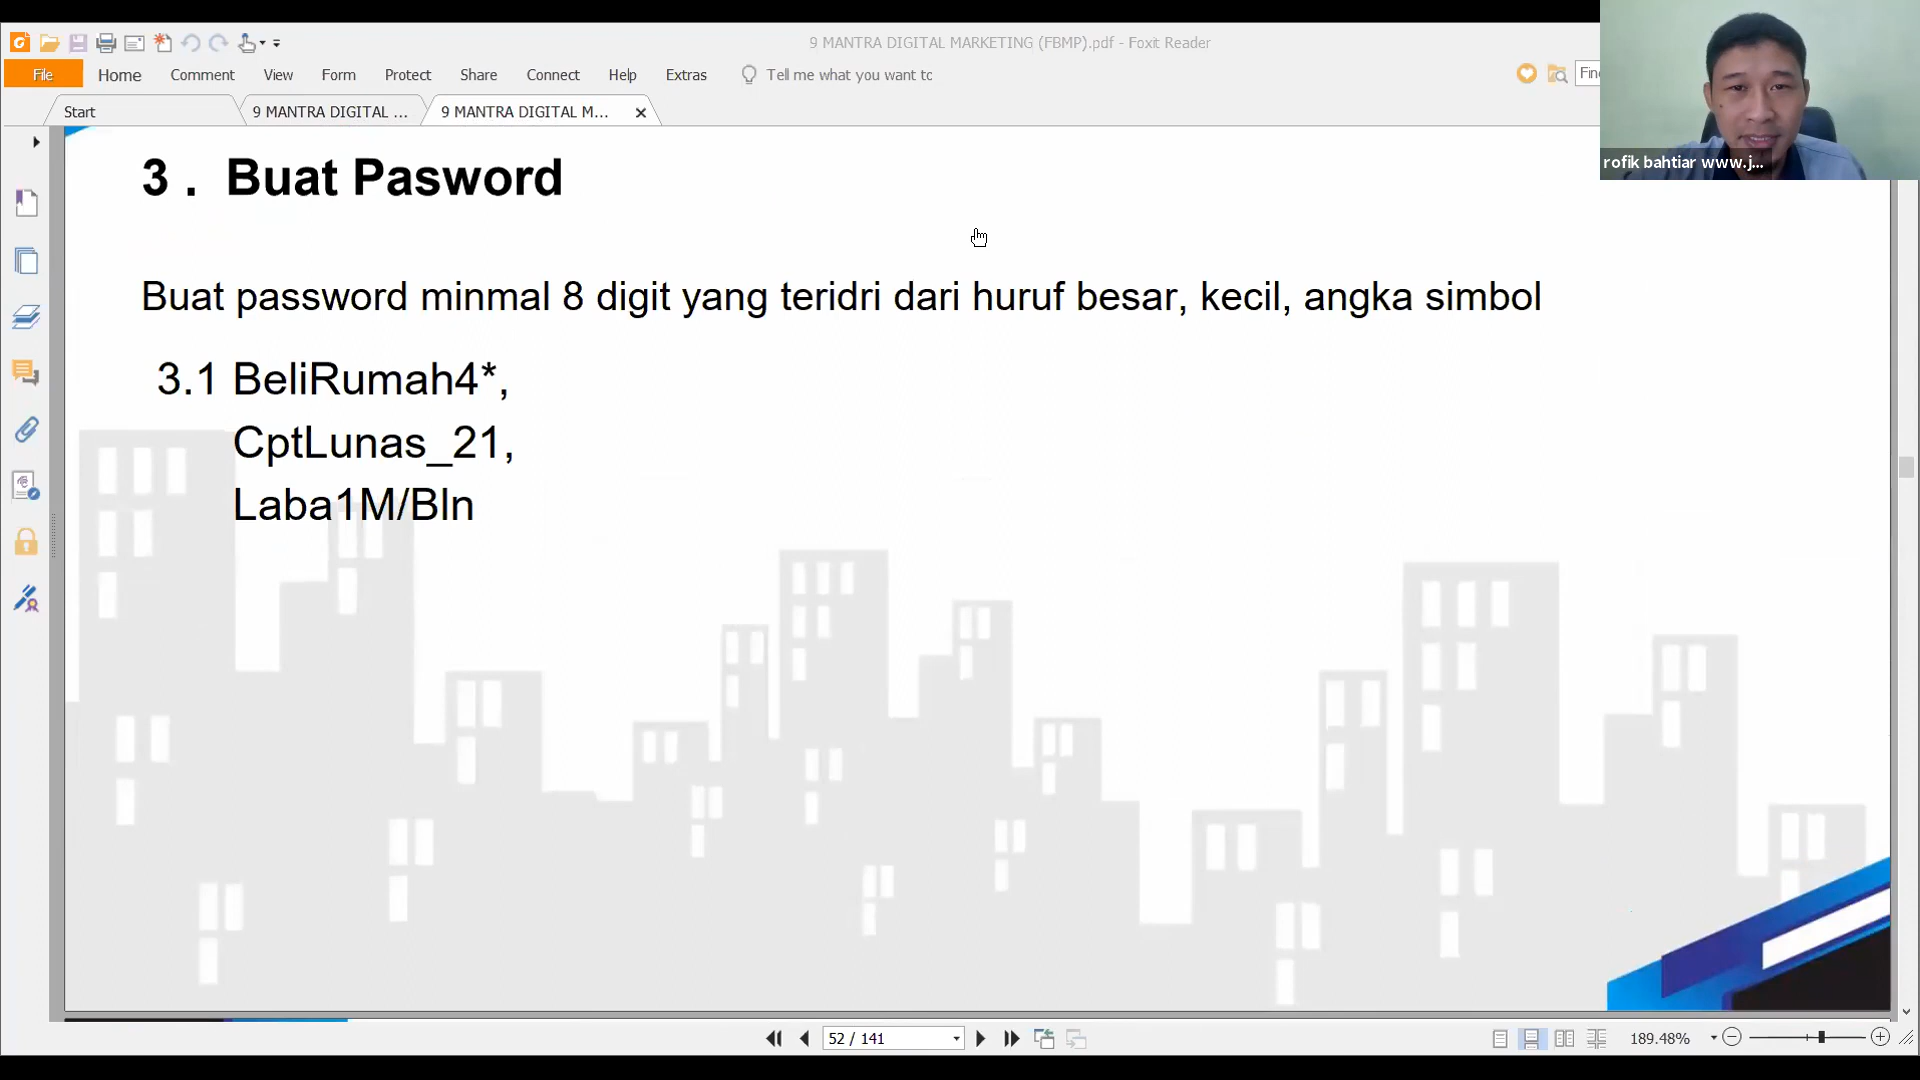 9 MANTRA DIGITAL MARKETING (FBMP).pdf - Foxit Reader
File Home Comment View Form Protect Share Connect Help Extras Tell me what you want to Fin
rofik bahtiar www.j...
Start 9 MANTRA DIGITAL ... 9 MANTRA DIGITAL M...
3 . Buat Pasword
Buat password minmal 8 digit yang teridri dari huruf besar, kecil, angka simbol
3.1 BeliRumah4*,
CptLunas_21,
Laba1M/Bln
52 / 141
189.48%